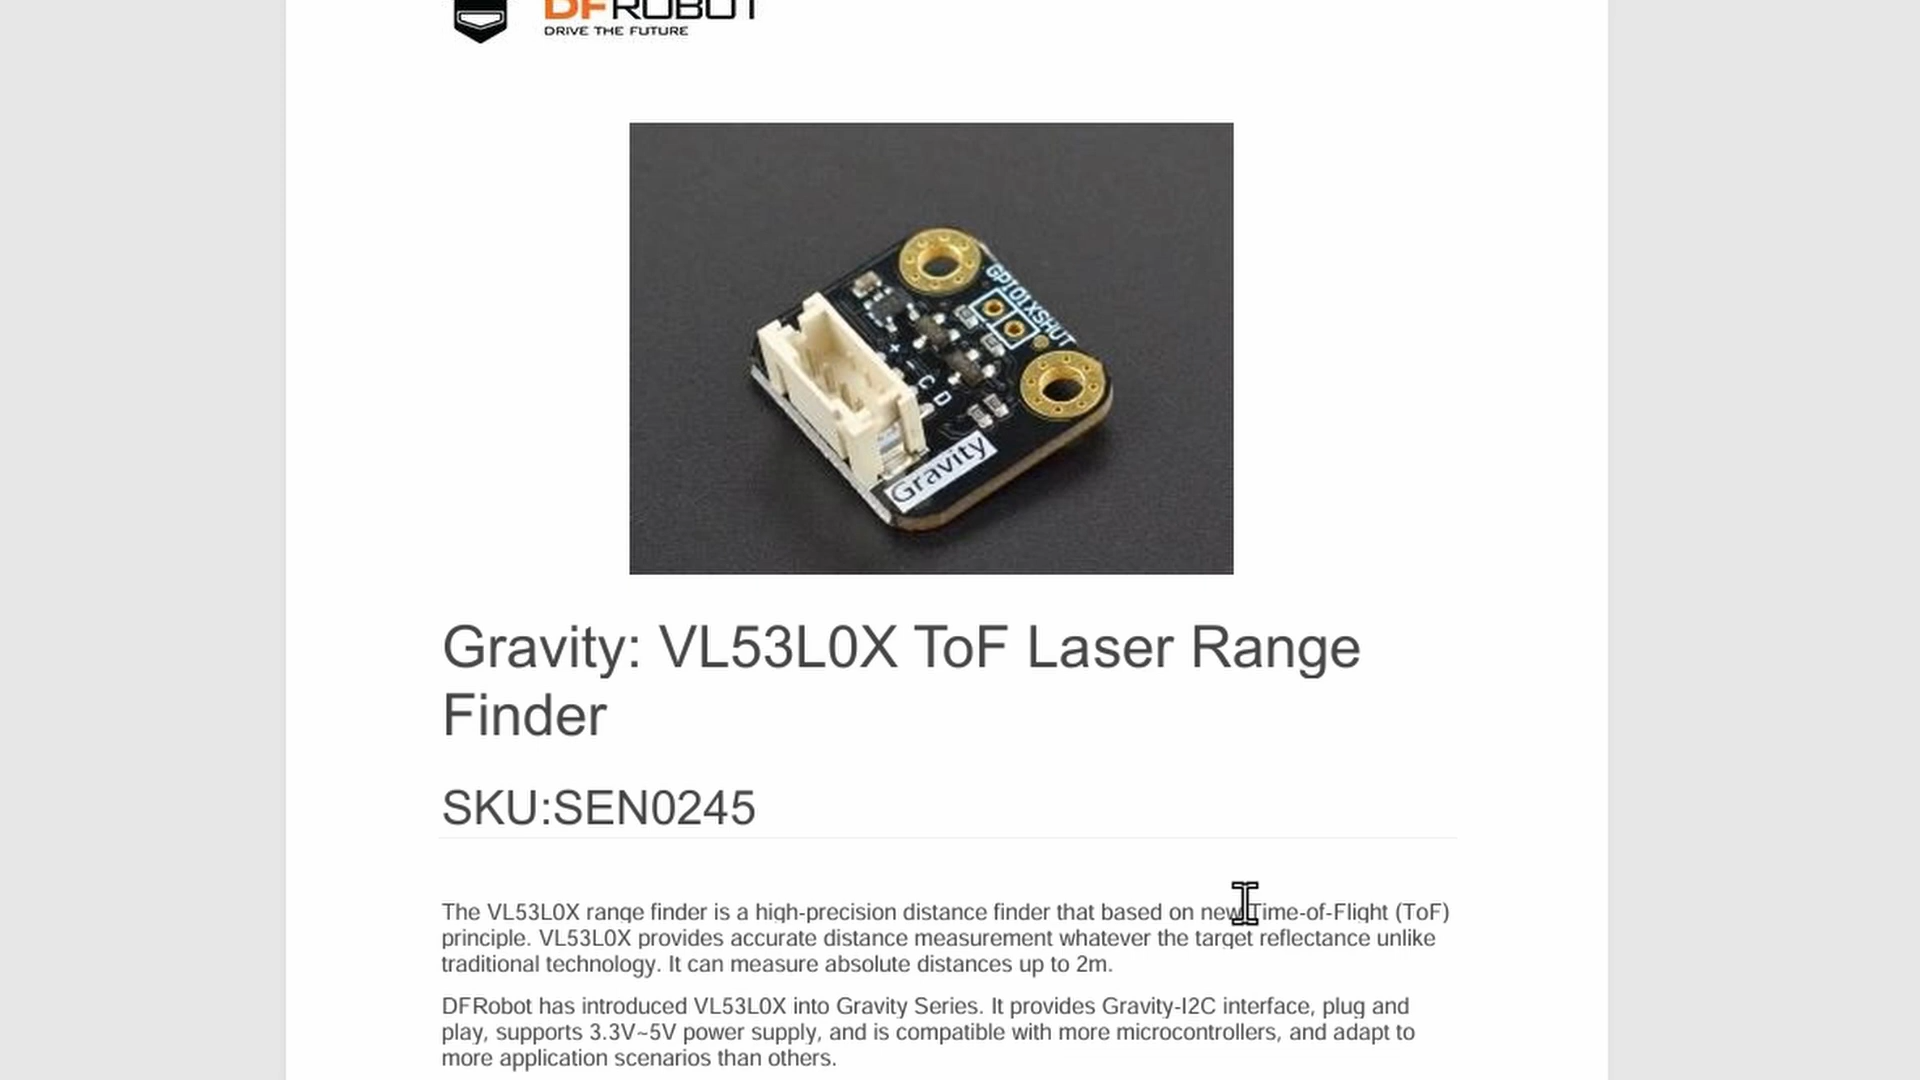 DFROBOT
DRIVE THE FUTURE
GPIO1XSHUT
+
-
C
D
Gravity
Gravity: VL53L0X ToF Laser Range
Finder
SKU:SEN0245
The VL53L0X range finder is a high-precision distance finder that based on new Time-of-Flight (ToF)
principle. VL53L0X provides accurate distance measurement whatever the target reflectance unlike
traditional technology. It can measure absolute distances up to 2m.
DFRobot has introduced VL53L0X into Gravity Series. It provides Gravity-I2C interface, plug and
play, supports 3.3V~5V power supply, and is compatible with more microcontrollers, and adapt to
more application scenarios than others.